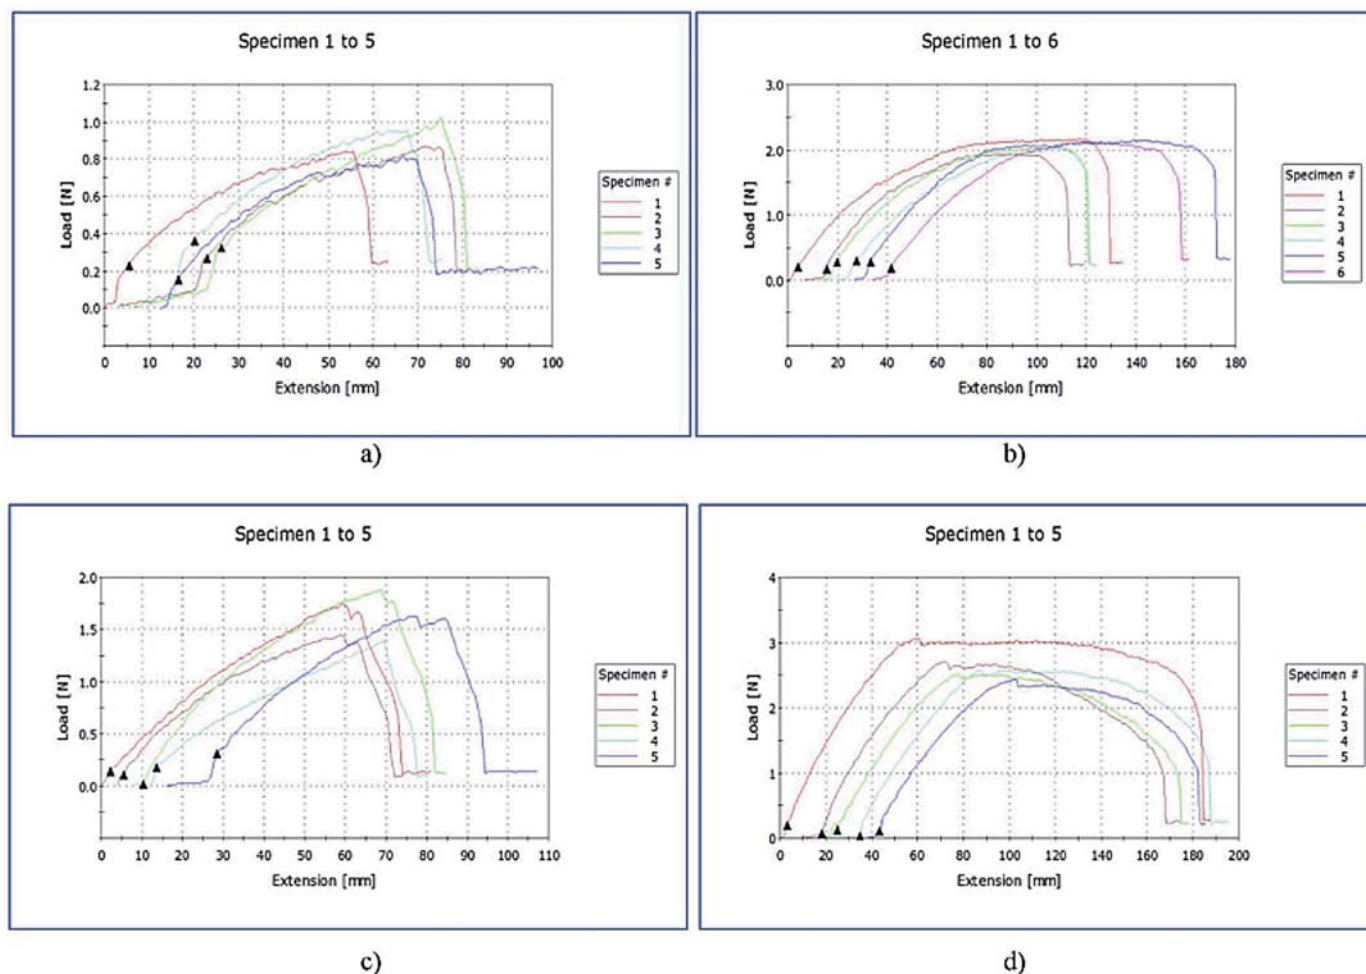 Specimen 1 to 5
Load [N]
1.2
1.0
0.8
0.6
0.4
0.2
0.0
0 10 20 30 40 50 60 70 80 90 100
Extension [mm]
Specimen #
1
2
3
4
5
a)
Specimen 1 to 6
Load [N]
3.0
2.0
1.0
0.0
0 20 40 60 80 100 120 140 160 180
Extension [mm]
Specimen #
1
2
3
4
5
6
b)
Specimen 1 to 5
Load [N]
2.0
1.5
1.0
0.5
0.0
0 10 20 30 40 50 60 70 80 90 100 110
Extension [mm]
Specimen #
1
2
3
4
5
c)
Specimen 1 to 5
Load [N]
4
3
2
1
0
0 20 40 60 80 100 120 140 160 180 200
Extension [mm]
Specimen #
1
2
3
4
5
d)